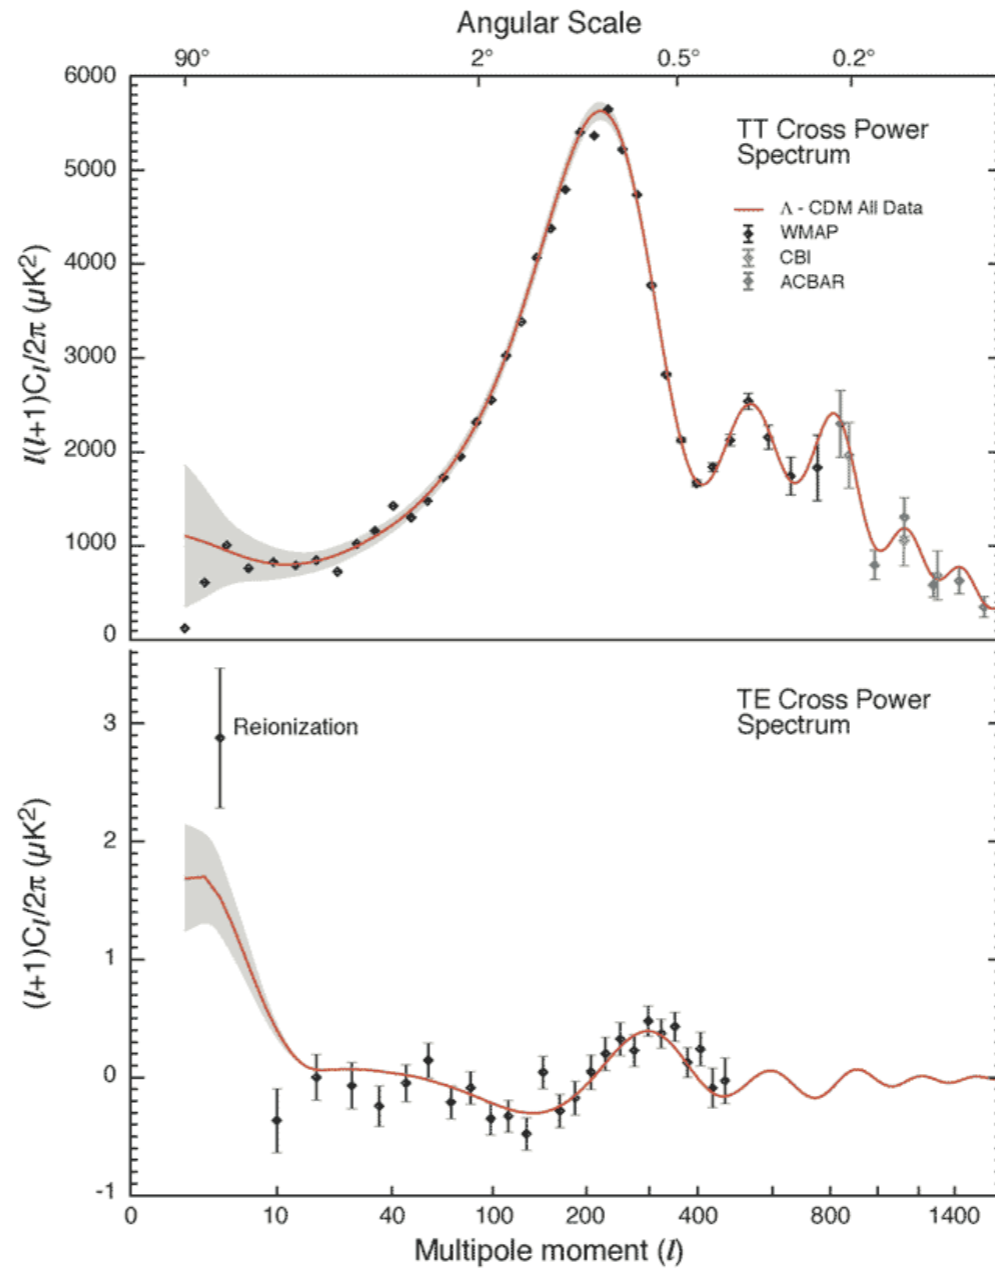 Angular Scale
90° 2° 0.5° 0.2°
6000
5000
4000
3000
2000
1000
0
l(l+1)Cl/2π (μK²)
TT Cross Power
Spectrum
Λ - CDM All Data
WMAP
CBI
ACBAR
3
2
1
0
-1
(l+1)Cl/2π (μK²)
Reionization
TE Cross Power
Spectrum
0 10 40 100 200 400 800 1400
Multipole moment (l)